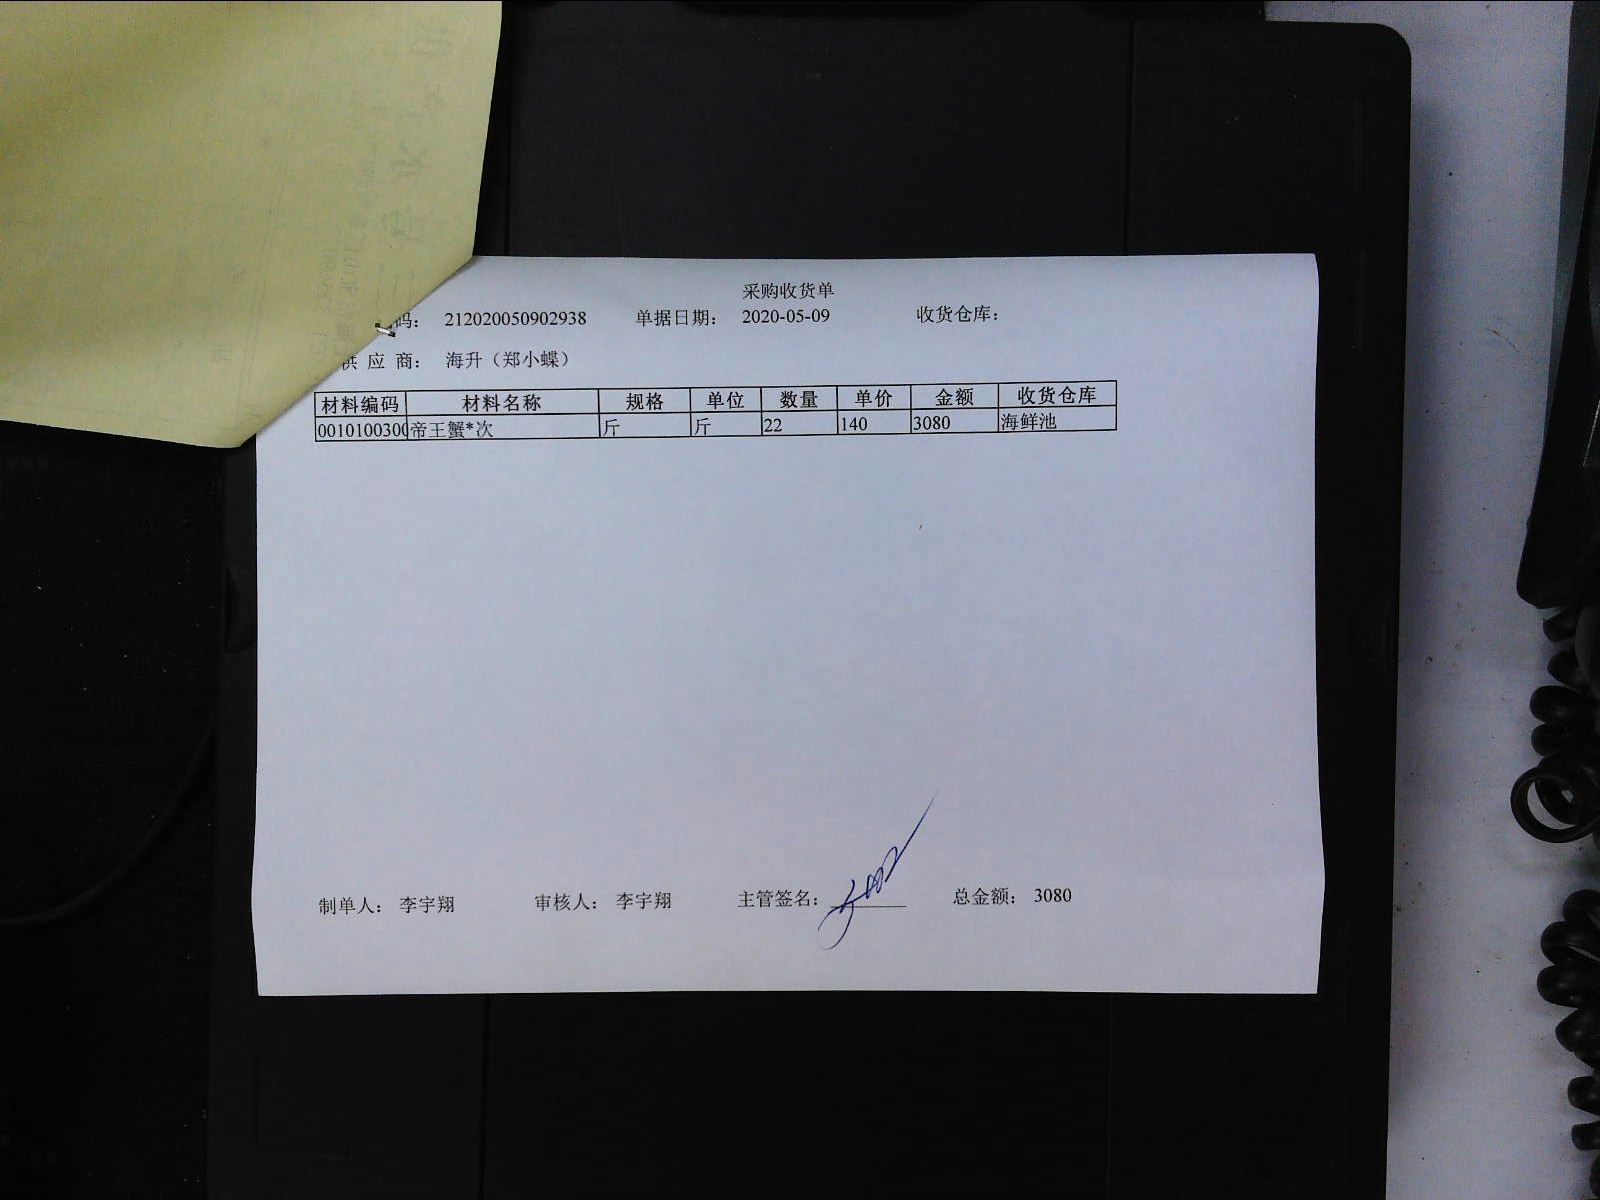 采购收货单
码： 212020050902938 单据日期： 2020-05-09 收货仓库：
供 应 商： 海升（郑小蝶）
材料编码 材料名称 规格 单位 数量 单价 金额 收货仓库
0010100300 帝王蟹*次 斤 斤 22 140 3080 海鲜池
制单人： 李宇翔 审核人： 李宇翔 主管签名： 总金额： 3080